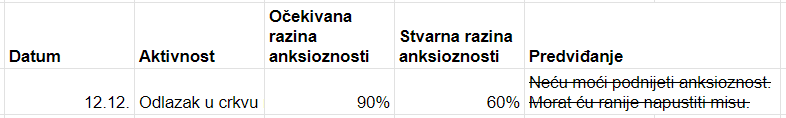 Datum Aktivnost Očekivana razina anksioznosti Stvarna razina anksioznosti Predviđanje
12.12. Odlazak u crkvu 90% 60% Neću moći podnijeti anksioznost.
Morat ću ranije napustiti misu.